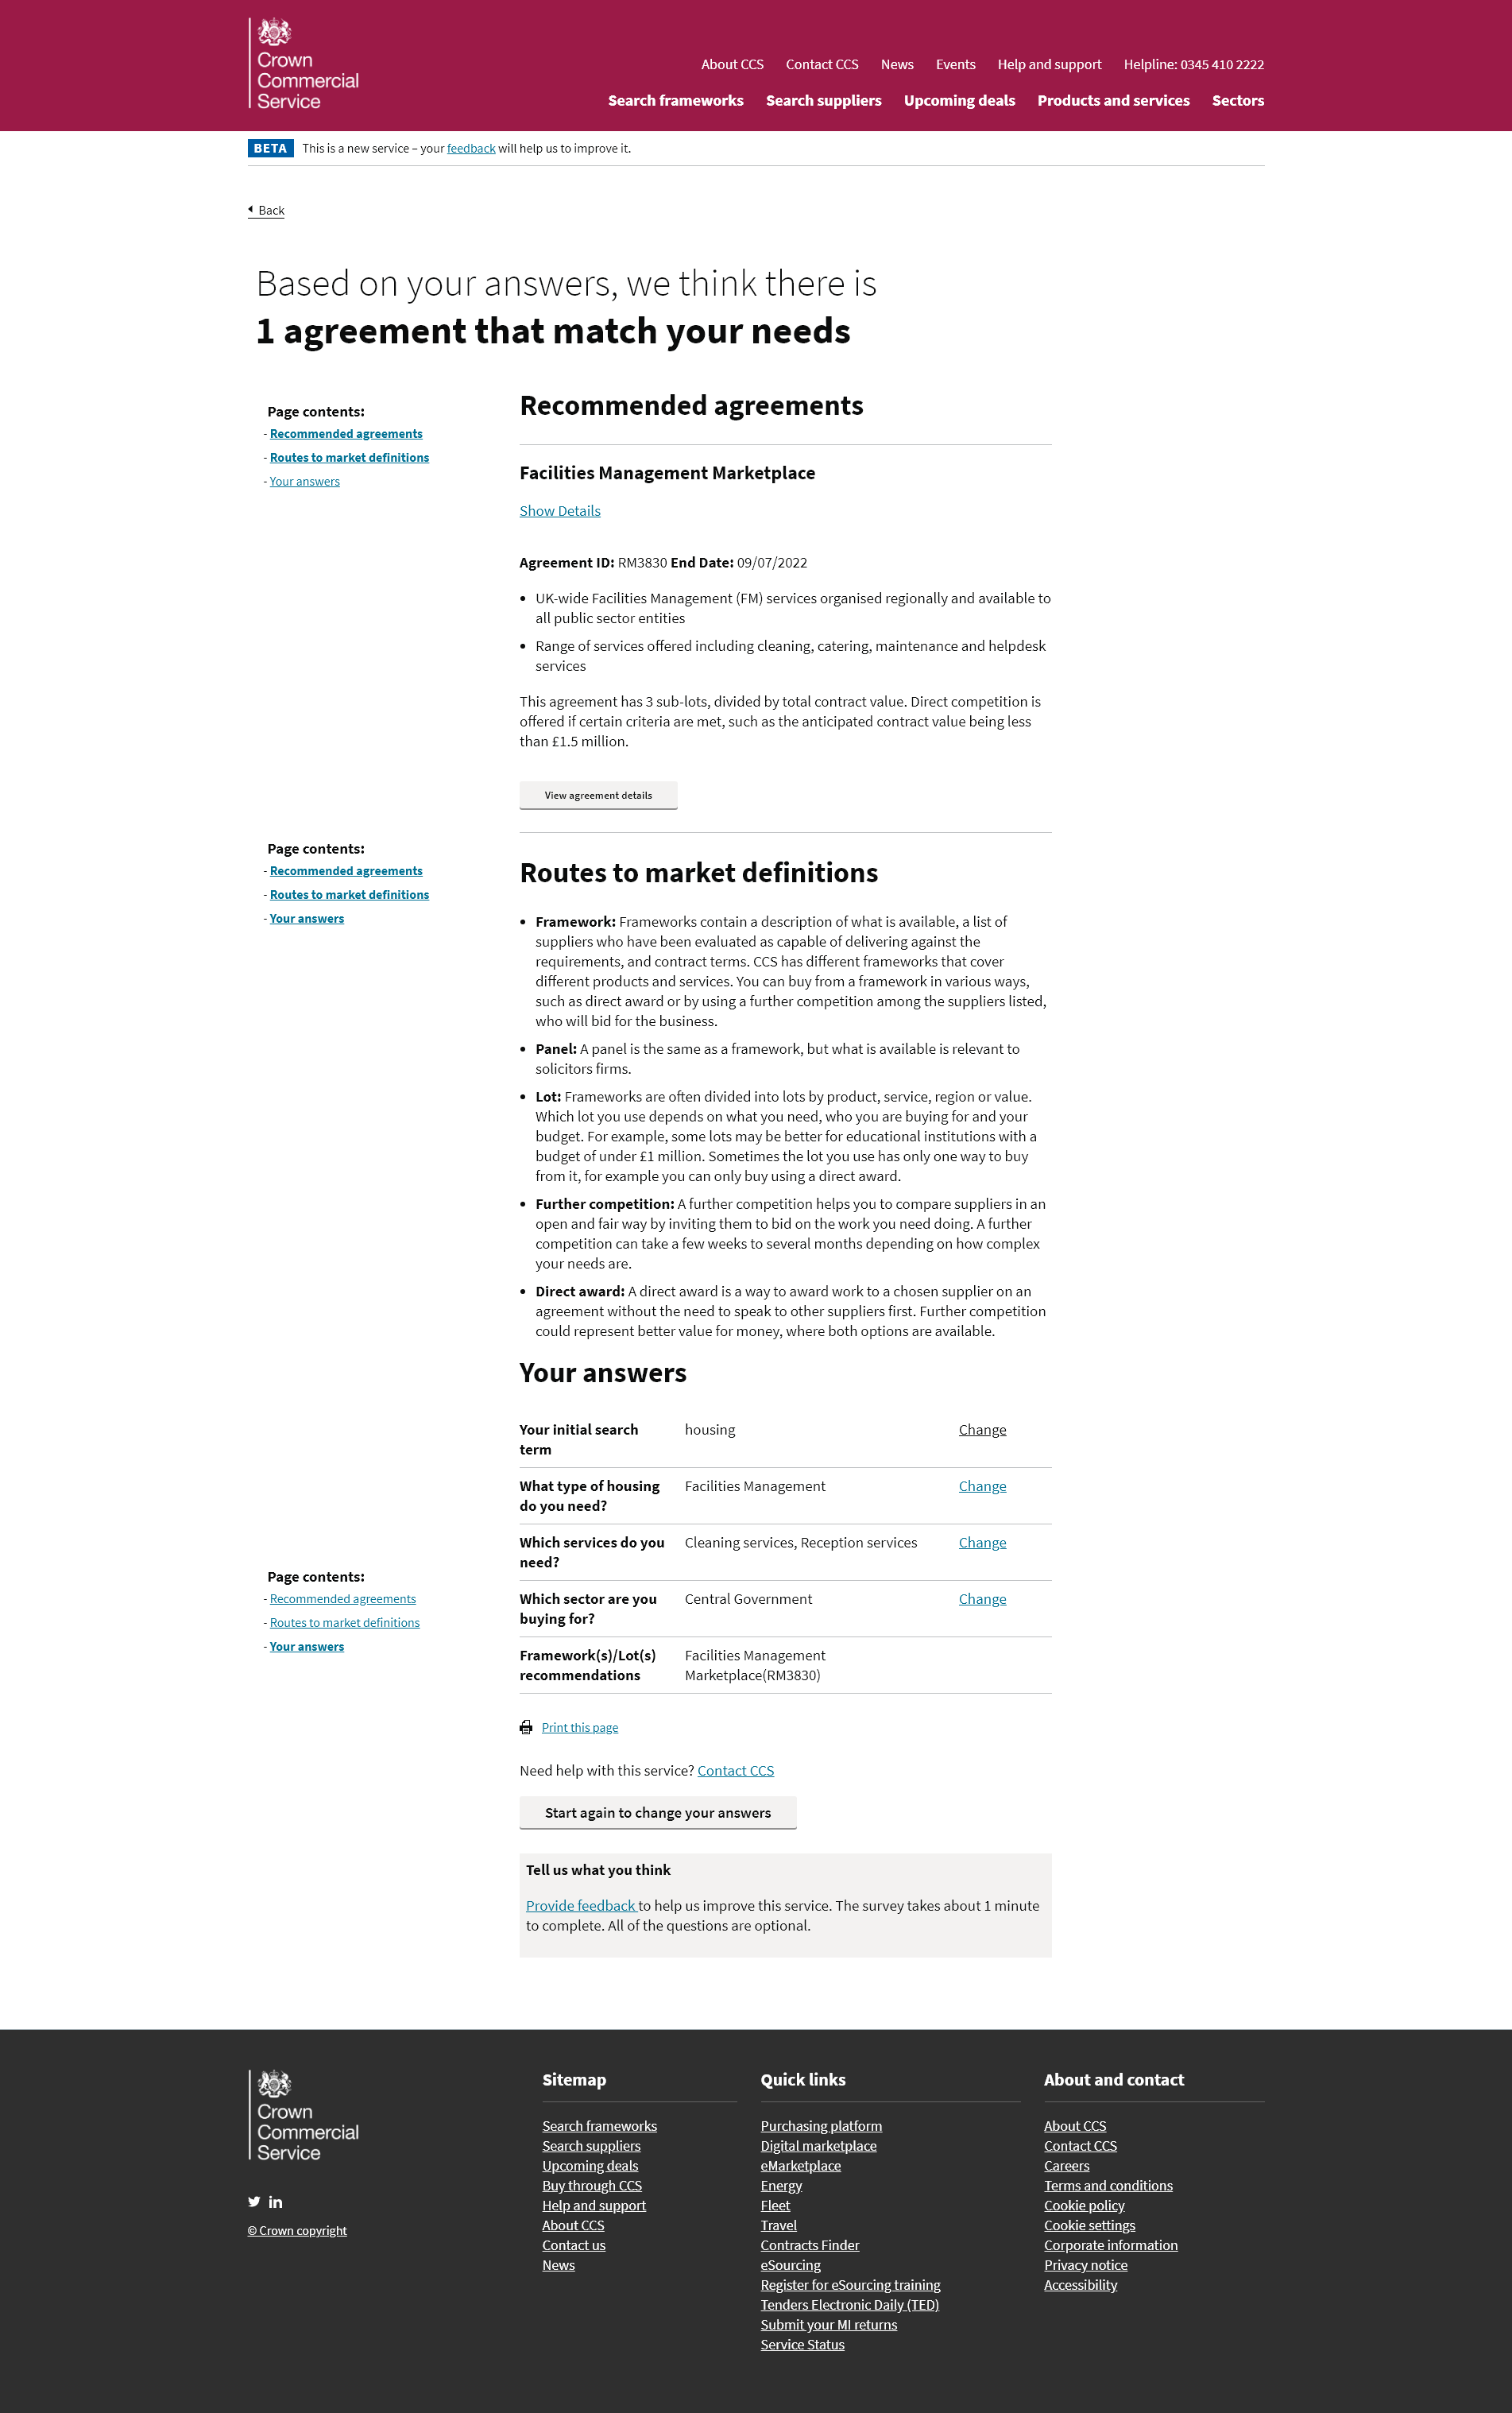 Crown
Commercial
Service
About CCS Contact CCS News Events Help and support Helpline: 0345 410 2222
Search frameworks Search suppliers Upcoming deals Products and services Sectors
BETA This is a new service – your feedback will help us to improve it.
Back
Based on your answers, we think there is
1 agreement that match your needs
Page contents:
- Recommended agreements
- Routes to market definitions
- Your answers
Recommended agreements
Facilities Management Marketplace
Show Details
Agreement ID: RM3830 End Date: 09/07/2022
• UK-wide Facilities Management (FM) services organised regionally and available to
all public sector entities
• Range of services offered including cleaning, catering, maintenance and helpdesk
services
This agreement has 3 sub-lots, divided by total contract value. Direct competition is
offered if certain criteria are met, such as the anticipated contract value being less
than £1.5 million.
View agreement details
Page contents:
- Recommended agreements
- Routes to market definitions
- Your answers
Routes to market definitions
• Framework: Frameworks contain a description of what is available, a list of
suppliers who have been evaluated as capable of delivering against the
requirements, and contract terms. CCS has different frameworks that cover
different products and services. You can buy from a framework in various ways,
such as direct award or by using a further competition among the suppliers listed,
who will bid for the business.
• Panel: A panel is the same as a framework, but what is available is relevant to
solicitors firms.
• Lot: Frameworks are often divided into lots by product, service, region or value.
Which lot you use depends on what you need, who you are buying for and your
budget. For example, some lots may be better for educational institutions with a
budget of under £1 million. Sometimes the lot you use has only one way to buy
from it, for example you can only buy using a direct award.
• Further competition: A further competition helps you to compare suppliers in an
open and fair way by inviting them to bid on the work you need doing. A further
competition can take a few weeks to several months depending on how complex
your needs are.
• Direct award: A direct award is a way to award work to a chosen supplier on an
agreement without the need to speak to other suppliers first. Further competition
could represent better value for money, where both options are available.
Your answers
Your initial search
term
housing
Change
What type of housing
do you need?
Facilities Management
Change
Which services do you
need?
Cleaning services, Reception services
Change
Page contents:
- Recommended agreements
- Routes to market definitions
- Your answers
Which sector are you
buying for?
Central Government
Change
Framework(s)/Lot(s)
recommendations
Facilities Management
Marketplace(RM3830)
Print this page
Need help with this service? Contact CCS
Start again to change your answers
Tell us what you think
Provide feedback to help us improve this service. The survey takes about 1 minute
to complete. All of the questions are optional.
Crown
Commercial
Service
© Crown copyright
Sitemap
Search frameworks
Search suppliers
Upcoming deals
Buy through CCS
Help and support
About CCS
Contact us
News
Quick links
Purchasing platform
Digital marketplace
eMarketplace
Energy
Fleet
Travel
Contracts Finder
eSourcing
Register for eSourcing training
Tenders Electronic Daily (TED)
Submit your MI returns
Service Status
About and contact
About CCS
Contact CCS
Careers
Terms and conditions
Cookie policy
Cookie settings
Corporate information
Privacy notice
Accessibility